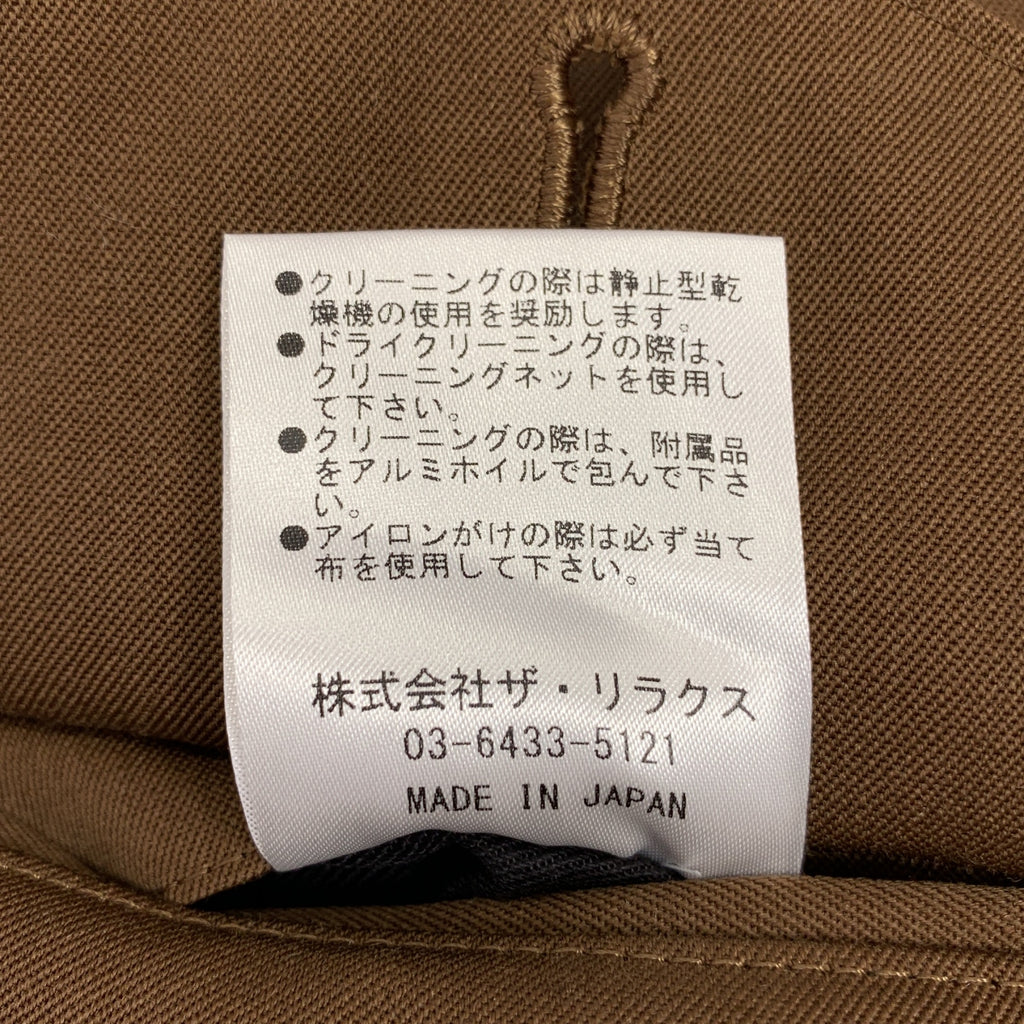 ●クリーニングの際は静止型乾
燥機の使用を奨励します。
●ドライクリーニングの際は、
クリーニングネットを使用し
て下さい。
●クリーニングの際は、附属品
をアルミホイルで包んで下さ
い。
●アイロンがけの際は必ず当て
布を使用して下さい。
株式会社ザ・リラクス
03-6433-5121
MADE IN JAPAN